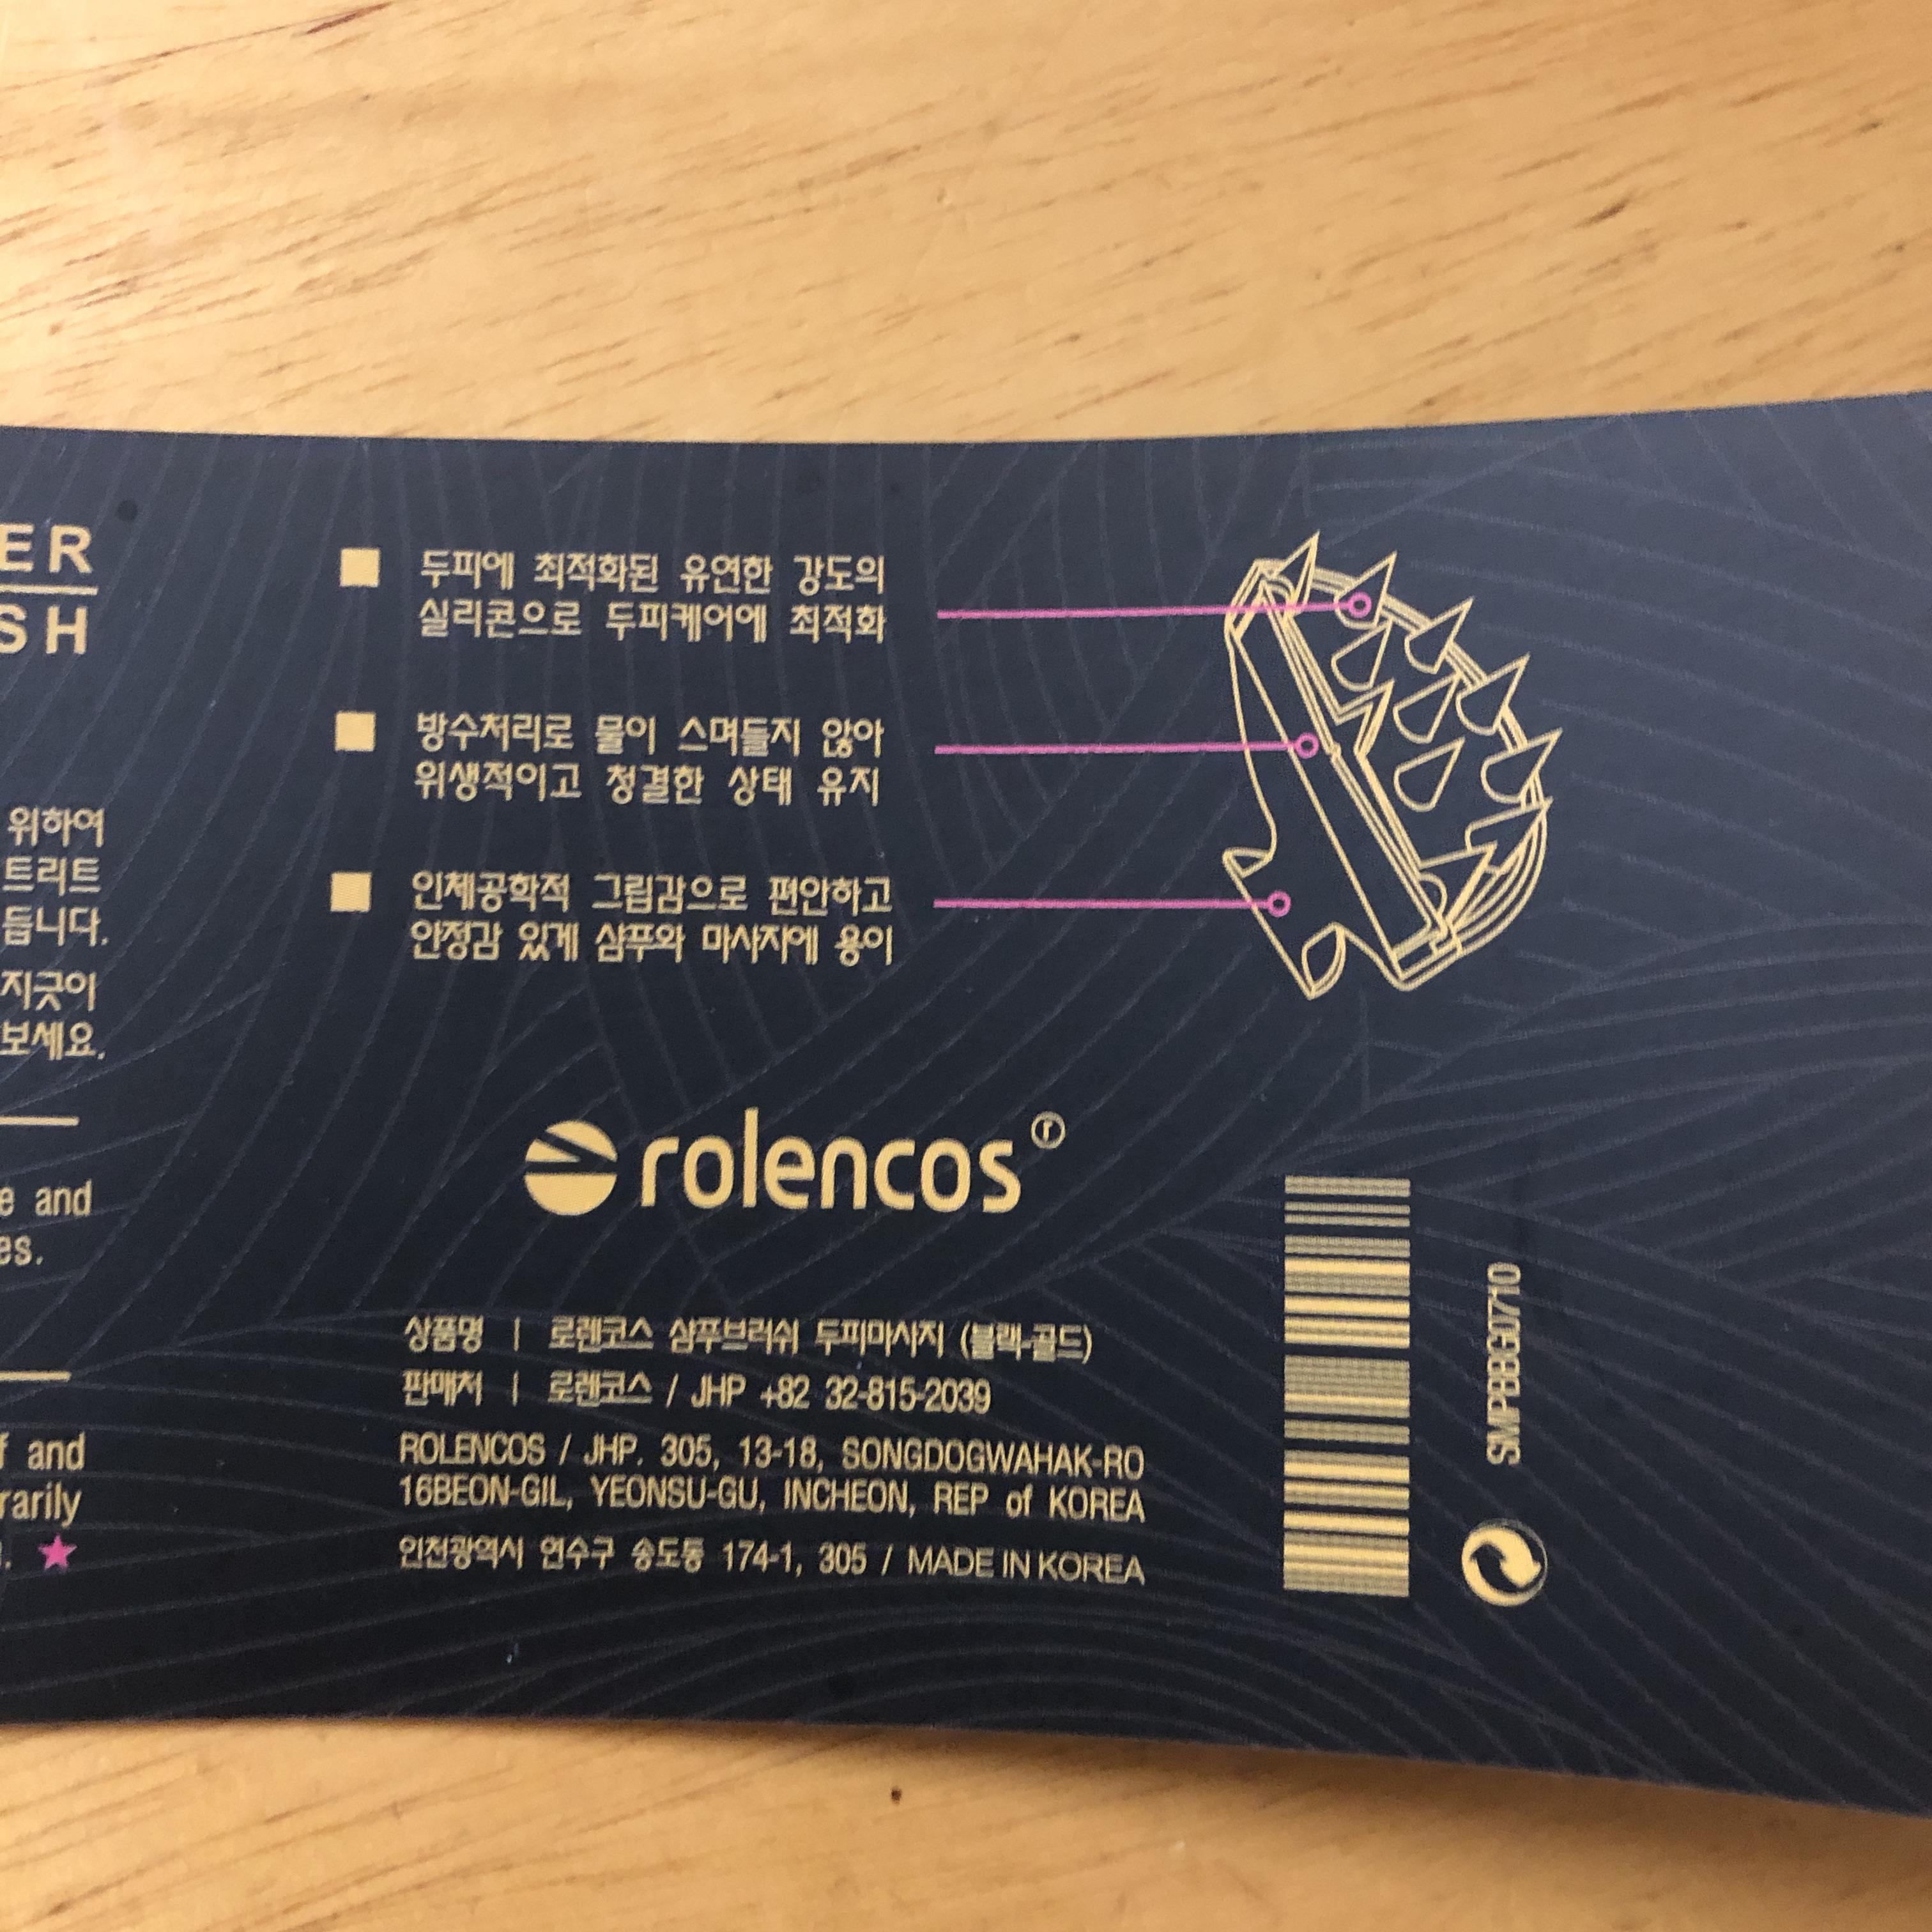 ER
SH
위하여
트리트
듭니다.
지긋이
보세요.
e and
es.
f and
rarily
두피에 최적화된 유연한 강도의
실리콘으로 두피케어에 최적화
방수처리로 물이 스며들지 않아
위생적이고 청결한 상태 유지
인체공학적 그립감으로 편안하고
안정감 있게 샴푸와 마사지에 용이
rolencos®
상품명 | 로렌코스 샴푸브러쉬 두피마사지 (블랙-골드)
판매처 | 로렌코스 / JHP +82 32-815-2039
ROLENCOS / JHP. 305, 13-18, SONGDOGWAHAK-RO
16BEON-GIL, YEONSU-GU, INCHEON, REP of KOREA
인천광역시 연수구 송도동 174-1, 305 / MADE IN KOREA
SMPBBG0710